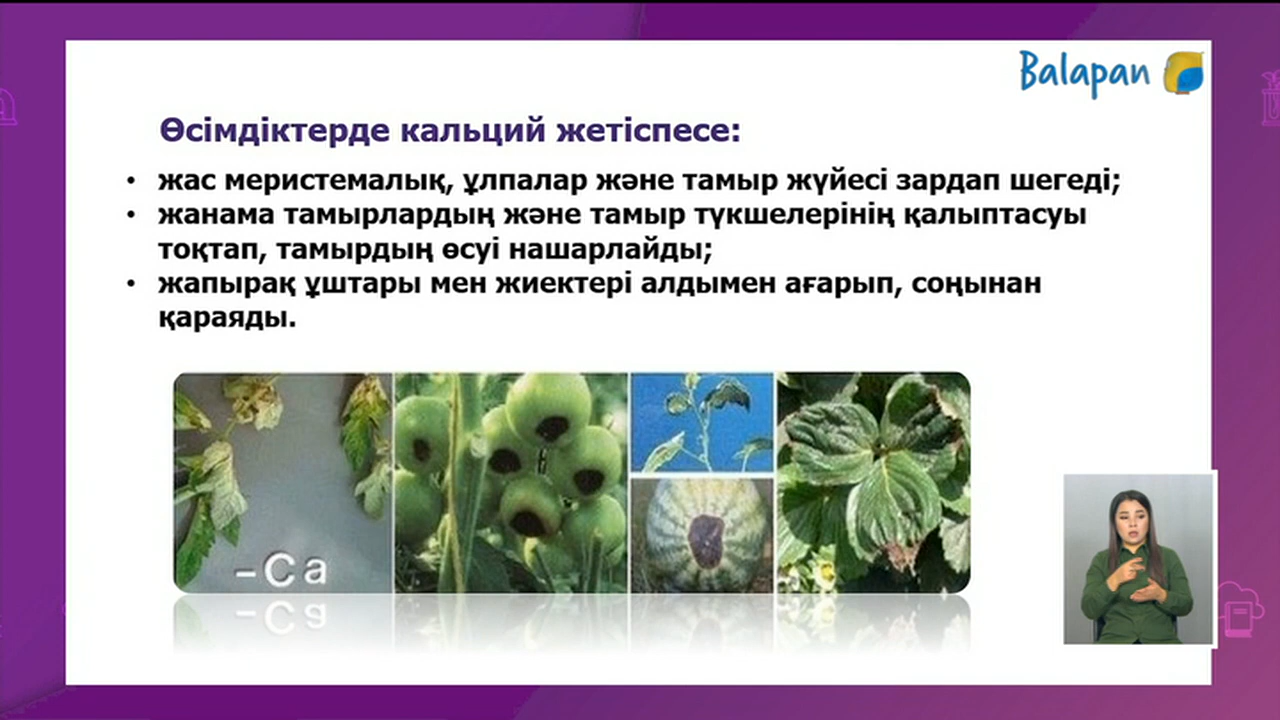 Balapan
Өсімдіктерде кальций жетіспесе:
• жас меристемалық, ұлпалар және тамыр жүйесі зардап шегеді;
• жанама тамырлардың және тамыр түкшелерінің қалыптасуы
тоқтап, тамырдың өсуі нашарлайды;
• жапырақ ұштары мен жиектері алдымен ағарып, соңынан
қараяды.
-Ca